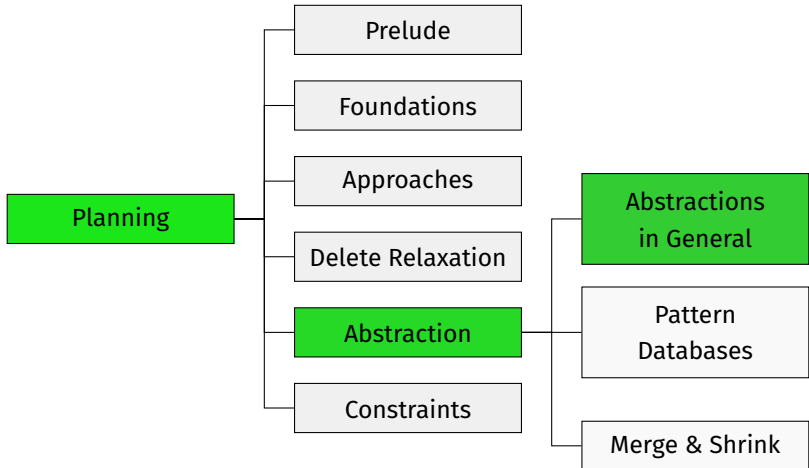 Planning
Prelude
Foundations
Approaches
Delete Relaxation
Abstraction
Constraints
Abstractions
in General
Pattern
Databases
Merge & Shrink